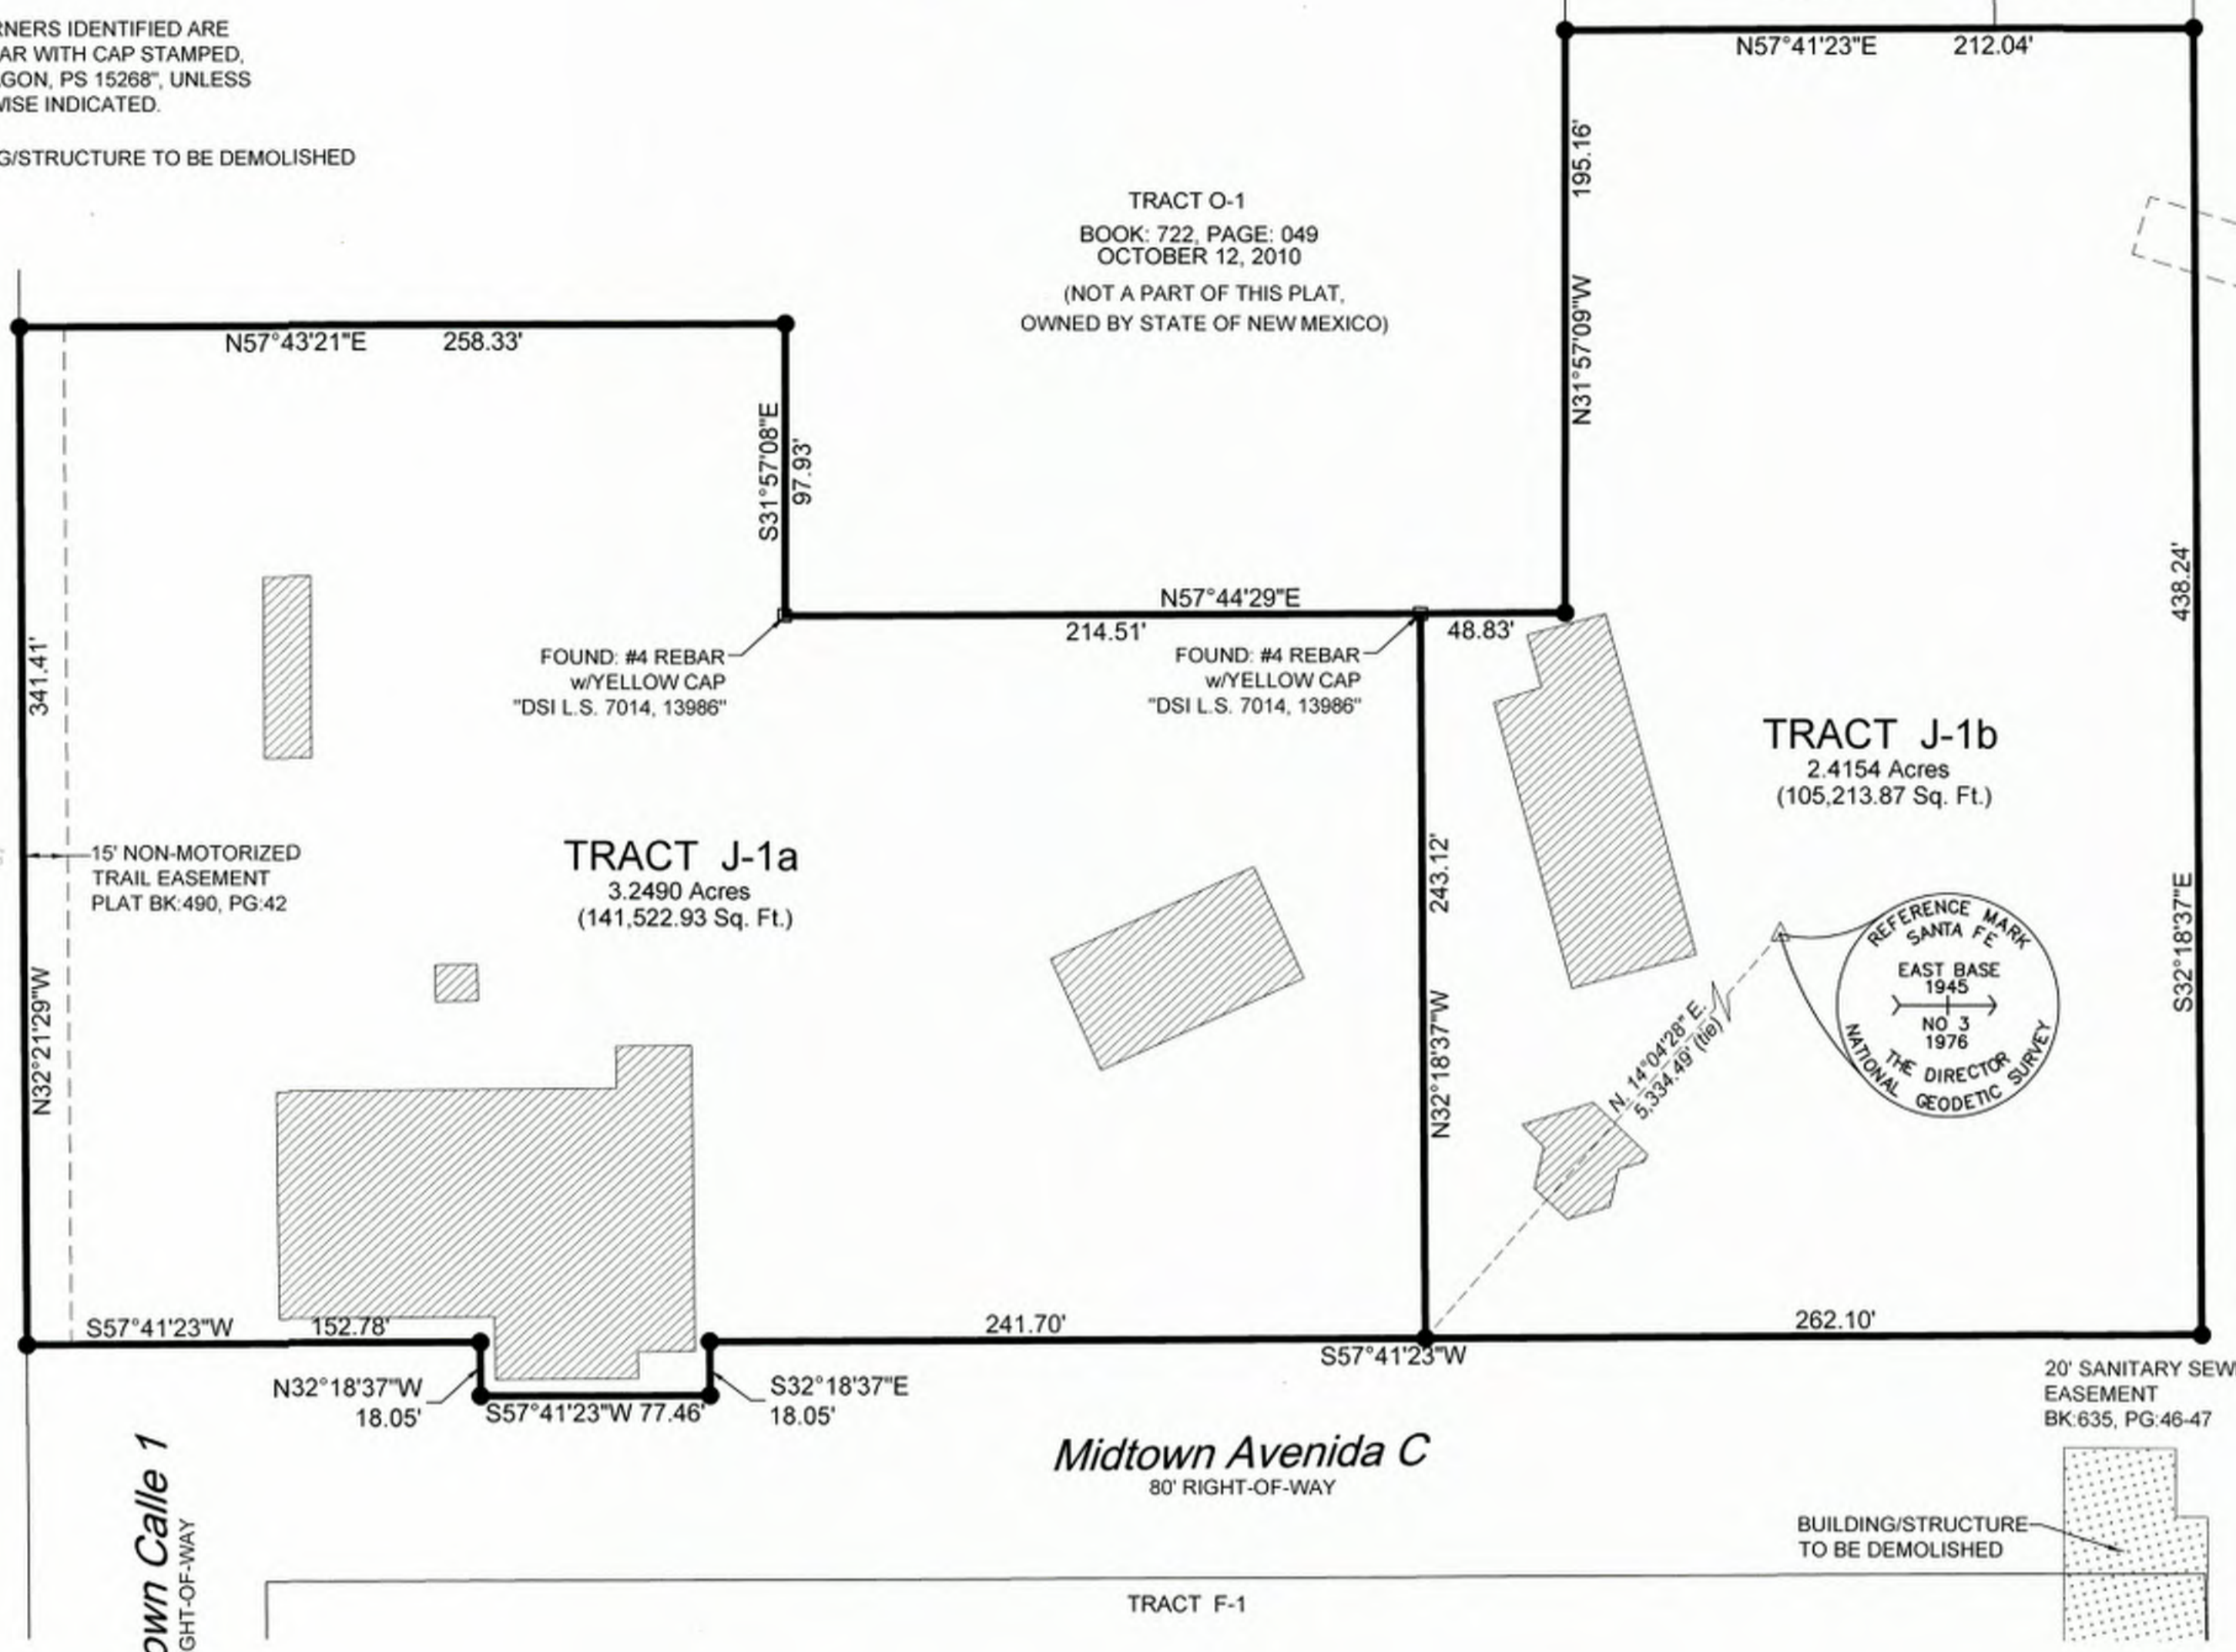 RNERS IDENTIFIED ARE
AR WITH CAP STAMPED,
AGON, PS 15268", UNLESS
WISE INDICATED.
G/STRUCTURE TO BE DEMOLISHED
N57°41'23"E 212.04'
195.16'
N31°57'09"W
TRACT O-1
BOOK: 722, PAGE: 049
OCTOBER 12, 2010
(NOT A PART OF THIS PLAT,
OWNED BY STATE OF NEW MEXICO)
N57°43'21"E 258.33'
S31°57'08"E
97.93'
N57°44'29"E
214.51'
48.83'
FOUND: #4 REBAR
w/YELLOW CAP
"DSI L.S. 7014, 13986"
FOUND: #4 REBAR
w/YELLOW CAP
"DSI L.S. 7014, 13986"
341.41'
N32°21'29"W
438.24'
S32°18'37"E
TRACT J-1b
2.4154 Acres
(105,213.87 Sq. Ft.)
TRACT J-1a
3.2490 Acres
(141,522.93 Sq. Ft.)
15' NON-MOTORIZED
TRAIL EASEMENT
PLAT BK:490, PG:42
243.12'
N32°18'37"W
REFERENCE MARK
SANTA FE
EAST BASE
1945
NO 3
1976
THE DIRECTOR
NATIONAL GEODETIC SURVEY
N. 14°04'28" E.
5,334.49' (tie)
S57°41'23"W 152.78'
241.70'
S57°41'23"W
262.10'
N32°18'37"W
18.05'
S57°41'23"W 77.46'
S32°18'37"E
18.05'
20' SANITARY SEW
EASEMENT
BK:635, PG:46-47
Midtown Avenida C
80' RIGHT-OF-WAY
own Calle 1
GHT-OF-WAY
BUILDING/STRUCTURE
TO BE DEMOLISHED
TRACT F-1